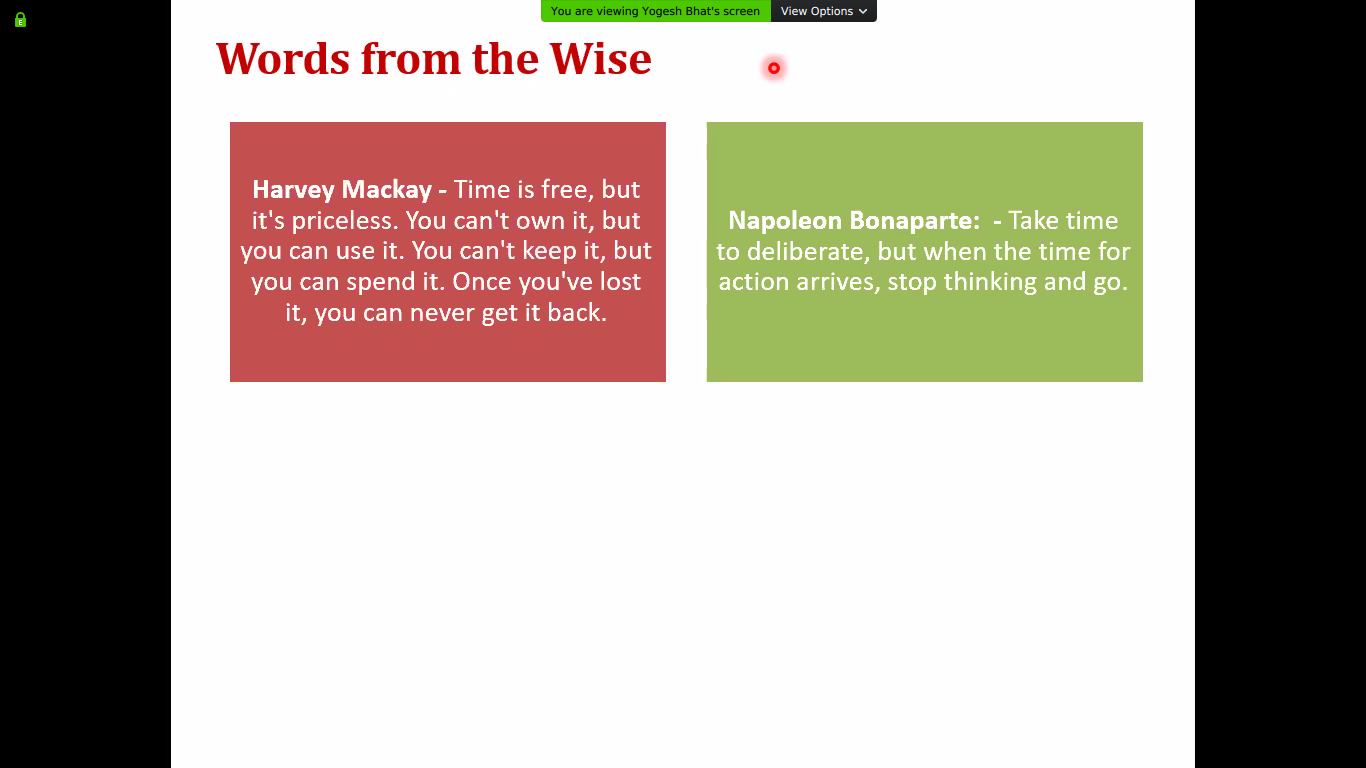 You are viewing Yogesh Bhat's screen View Options
Words from the Wise
Harvey Mackay - Time is free, but
it's priceless. You can't own it, but
you can use it. You can't keep it, but
you can spend it. Once you've lost
it, you can never get it back.
Napoleon Bonaparte:  - Take time
to deliberate, but when the time for
action arrives, stop thinking and go.